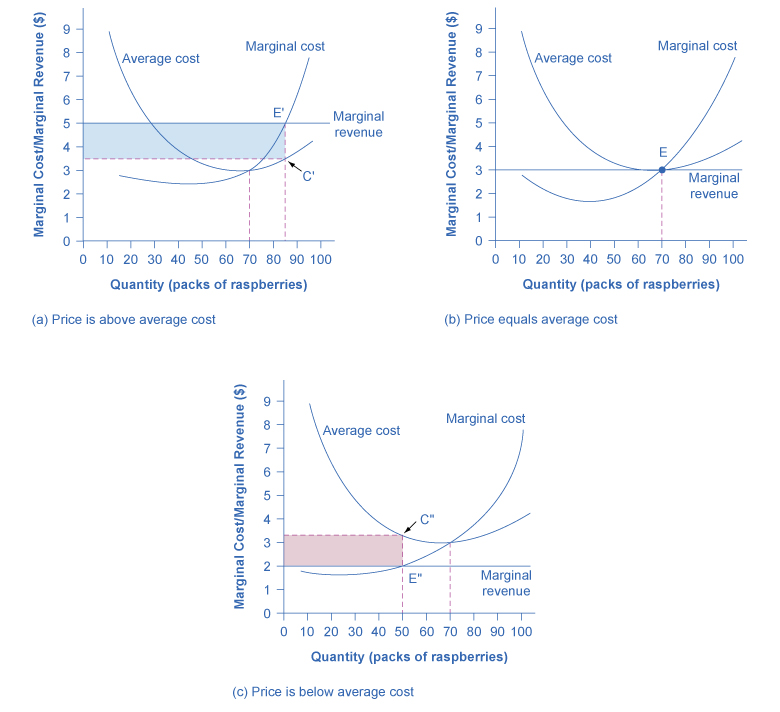 Marginal Cost/Marginal Revenue ($)
9
8
7
6
5
4
3
2
1
0
Average cost
Marginal cost
E'
Marginal
revenue
C'
0 10 20 30 40 50 60 70 80 90 100
Quantity (packs of raspberries)
(a) Price is above average cost
Marginal Cost/Marginal Revenue ($)
9
8
7
6
5
4
3
2
1
0
Average cost
Marginal cost
E
Marginal
revenue
0 10 20 30 40 50 60 70 80 90 100
Quantity (packs of raspberries)
(b) Price equals average cost
Marginal Cost/Marginal Revenue ($)
9
8
7
6
5
4
3
2
1
0
Average cost
Marginal cost
C"
E"
Marginal
revenue
0 10 20 30 40 50 60 70 80 90 100
Quantity (packs of raspberries)
(c) Price is below average cost